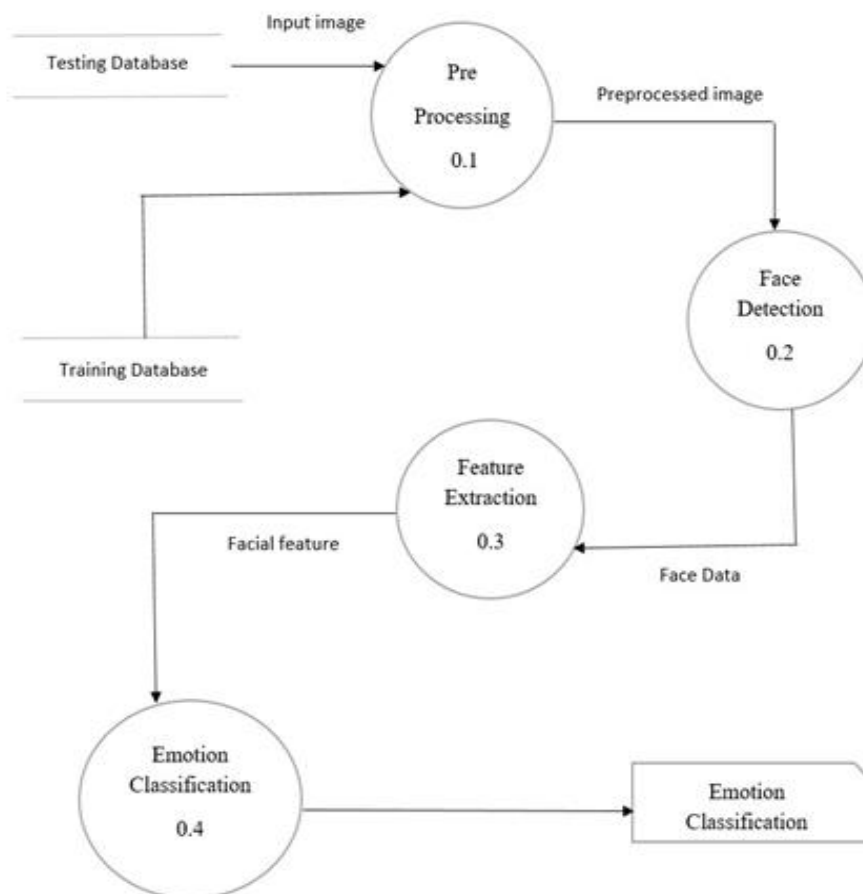 Input image
Testing Database
Pre
Processing
0.1
Preprocessed image
Face
Detection
0.2
Training Database
Feature
Extraction
0.3
Facial feature
Face Data
Emotion
Classification
0.4
Emotion
Classification